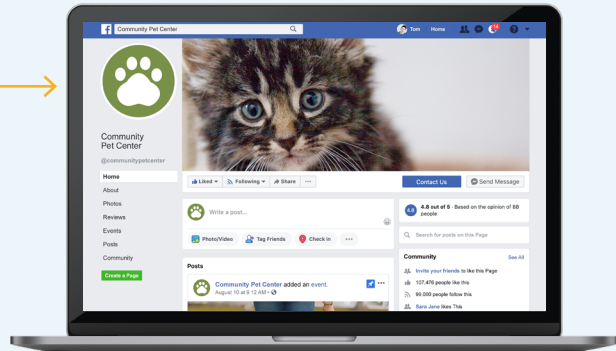 f Community Pet Center
Tom Home 14
Community
Pet Center
@communitypetcenter
Home
About
Photos
Reviews
Events
Posts
Community
Create a Page
Liked Following Share ...
Contact Us Send Message
Write a post...
Photo/Video Tag Friends Check in ...
Posts
Community Pet Center added an event.
August 10 at 9:12 AM
4.8 4.8 out of 5 · Based on the opinion of 88
people
Search for posts on this Page
Community See All
Invite your friends to like this Page
107,476 people like this
99,000 people follow this
Sara Jane likes This